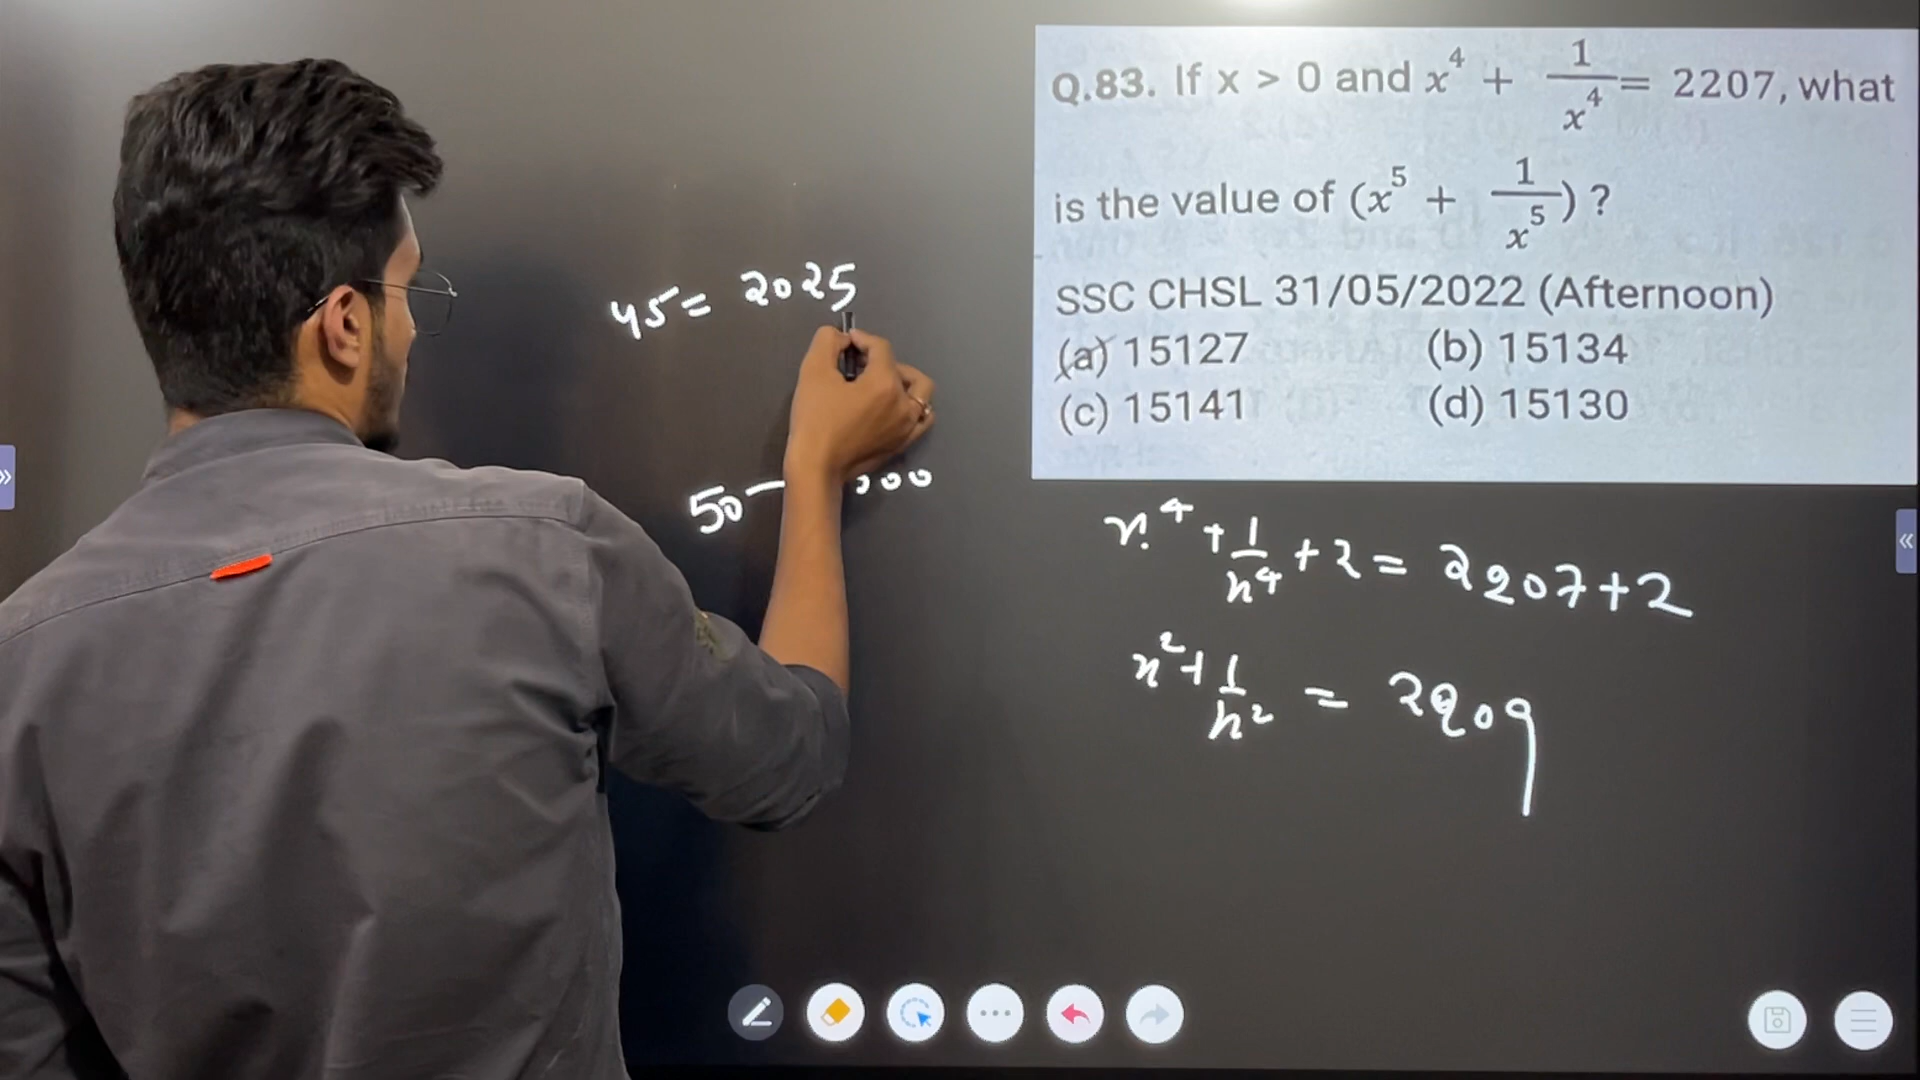 Q.83. If x > 0 and x⁴ + 1/x⁴ = 2207, what
is the value of (x⁵ + 1/x⁵) ?
SSC CHSL 31/05/2022 (Afternoon)
(a) 15127 (b) 15134
(c) 15141 (d) 15130
45 = 2025
50 — 00
x⁴ + 1/x⁴ + 2 = 2207 + 2
x² + 1/x² = 2209